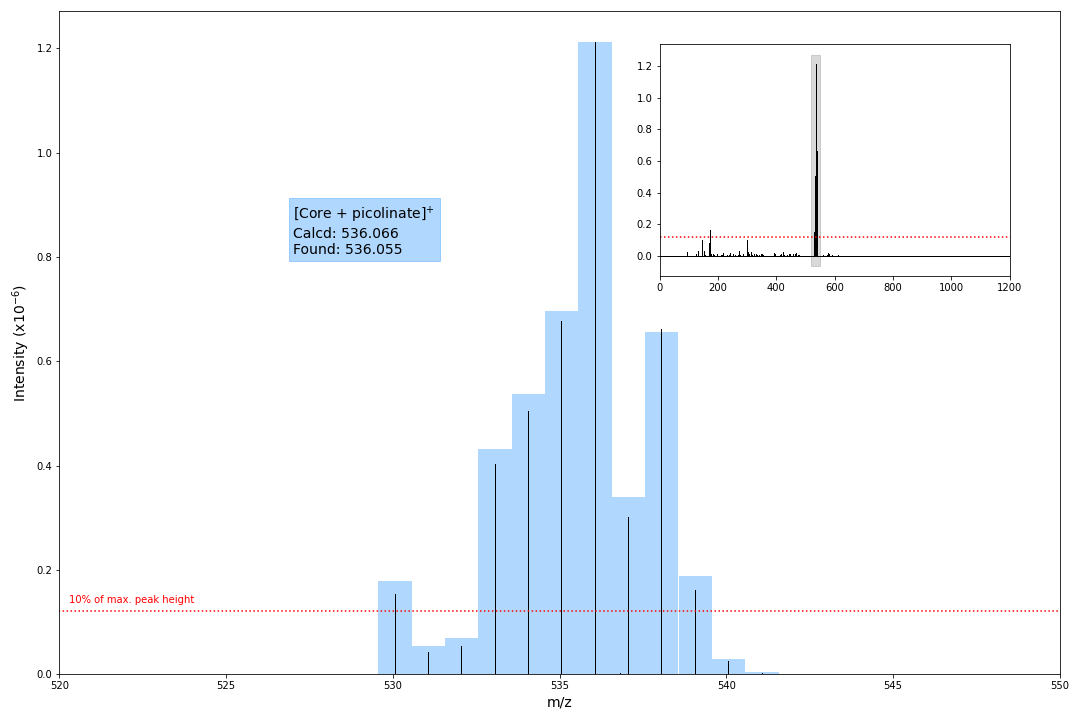 1.2
1.0
0.8
0.6
0.4
0.2
0.0
Intensity (x10⁻⁶)
[Core + picolinate]⁺
Calcd: 536.066
Found: 536.055
10% of max. peak height
520 525 530 535 540 545 550
m/z
1.2
1.0
0.8
0.6
0.4
0.2
0.0
0 200 400 600 800 1000 1200